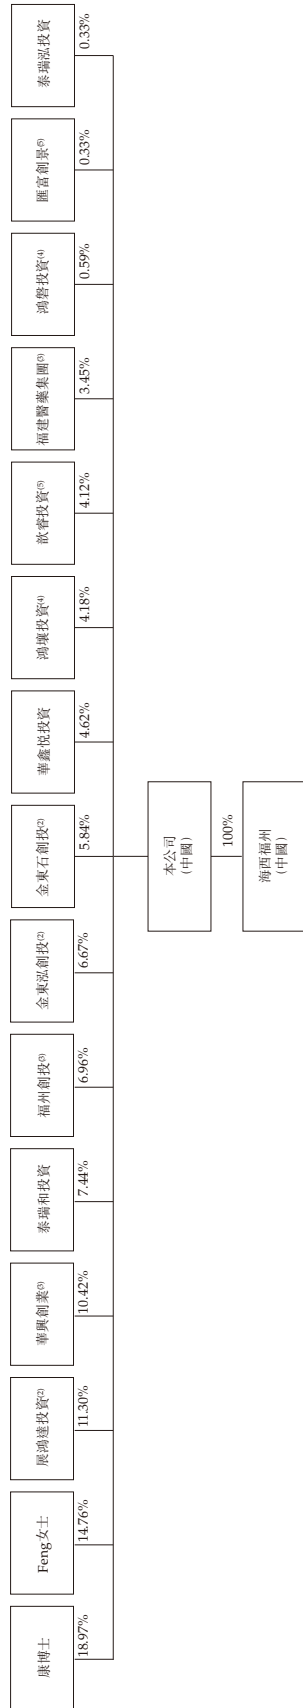 康博士
18.97%
Feng女士
14.76%
展鴻達投資(2)
11.30%
華興創業(3)
10.42%
泰瑞和投資
7.44%
福州創投(3)
6.96%
金東泓創投(2)
6.67%
金東石創投(2)
5.84%
華鑫悦投資
4.62%
鴻壤投資(4)
4.18%
歆睿投資(5)
4.12%
福建醫藥集團(3)
3.45%
鴻磐投資(4)
0.59%
匯富創景(5)
0.33%
泰瑞泓投資
0.33%
本公司
(中國)
100%
海西福州
(中國)